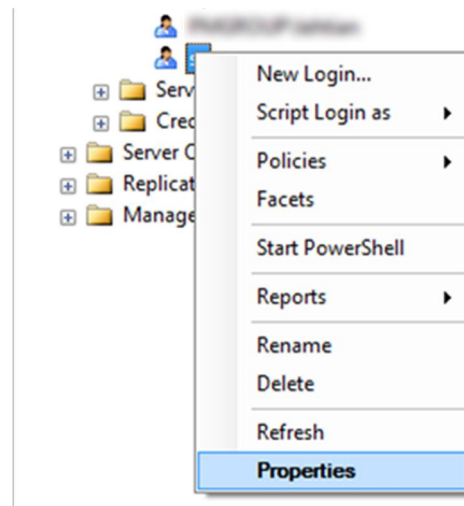 s
Serv
Cred
Server O
Replicat
Manage
New Login...
Script Login as
Policies
Facets
Start PowerShell
Reports
Rename
Delete
Refresh
Properties